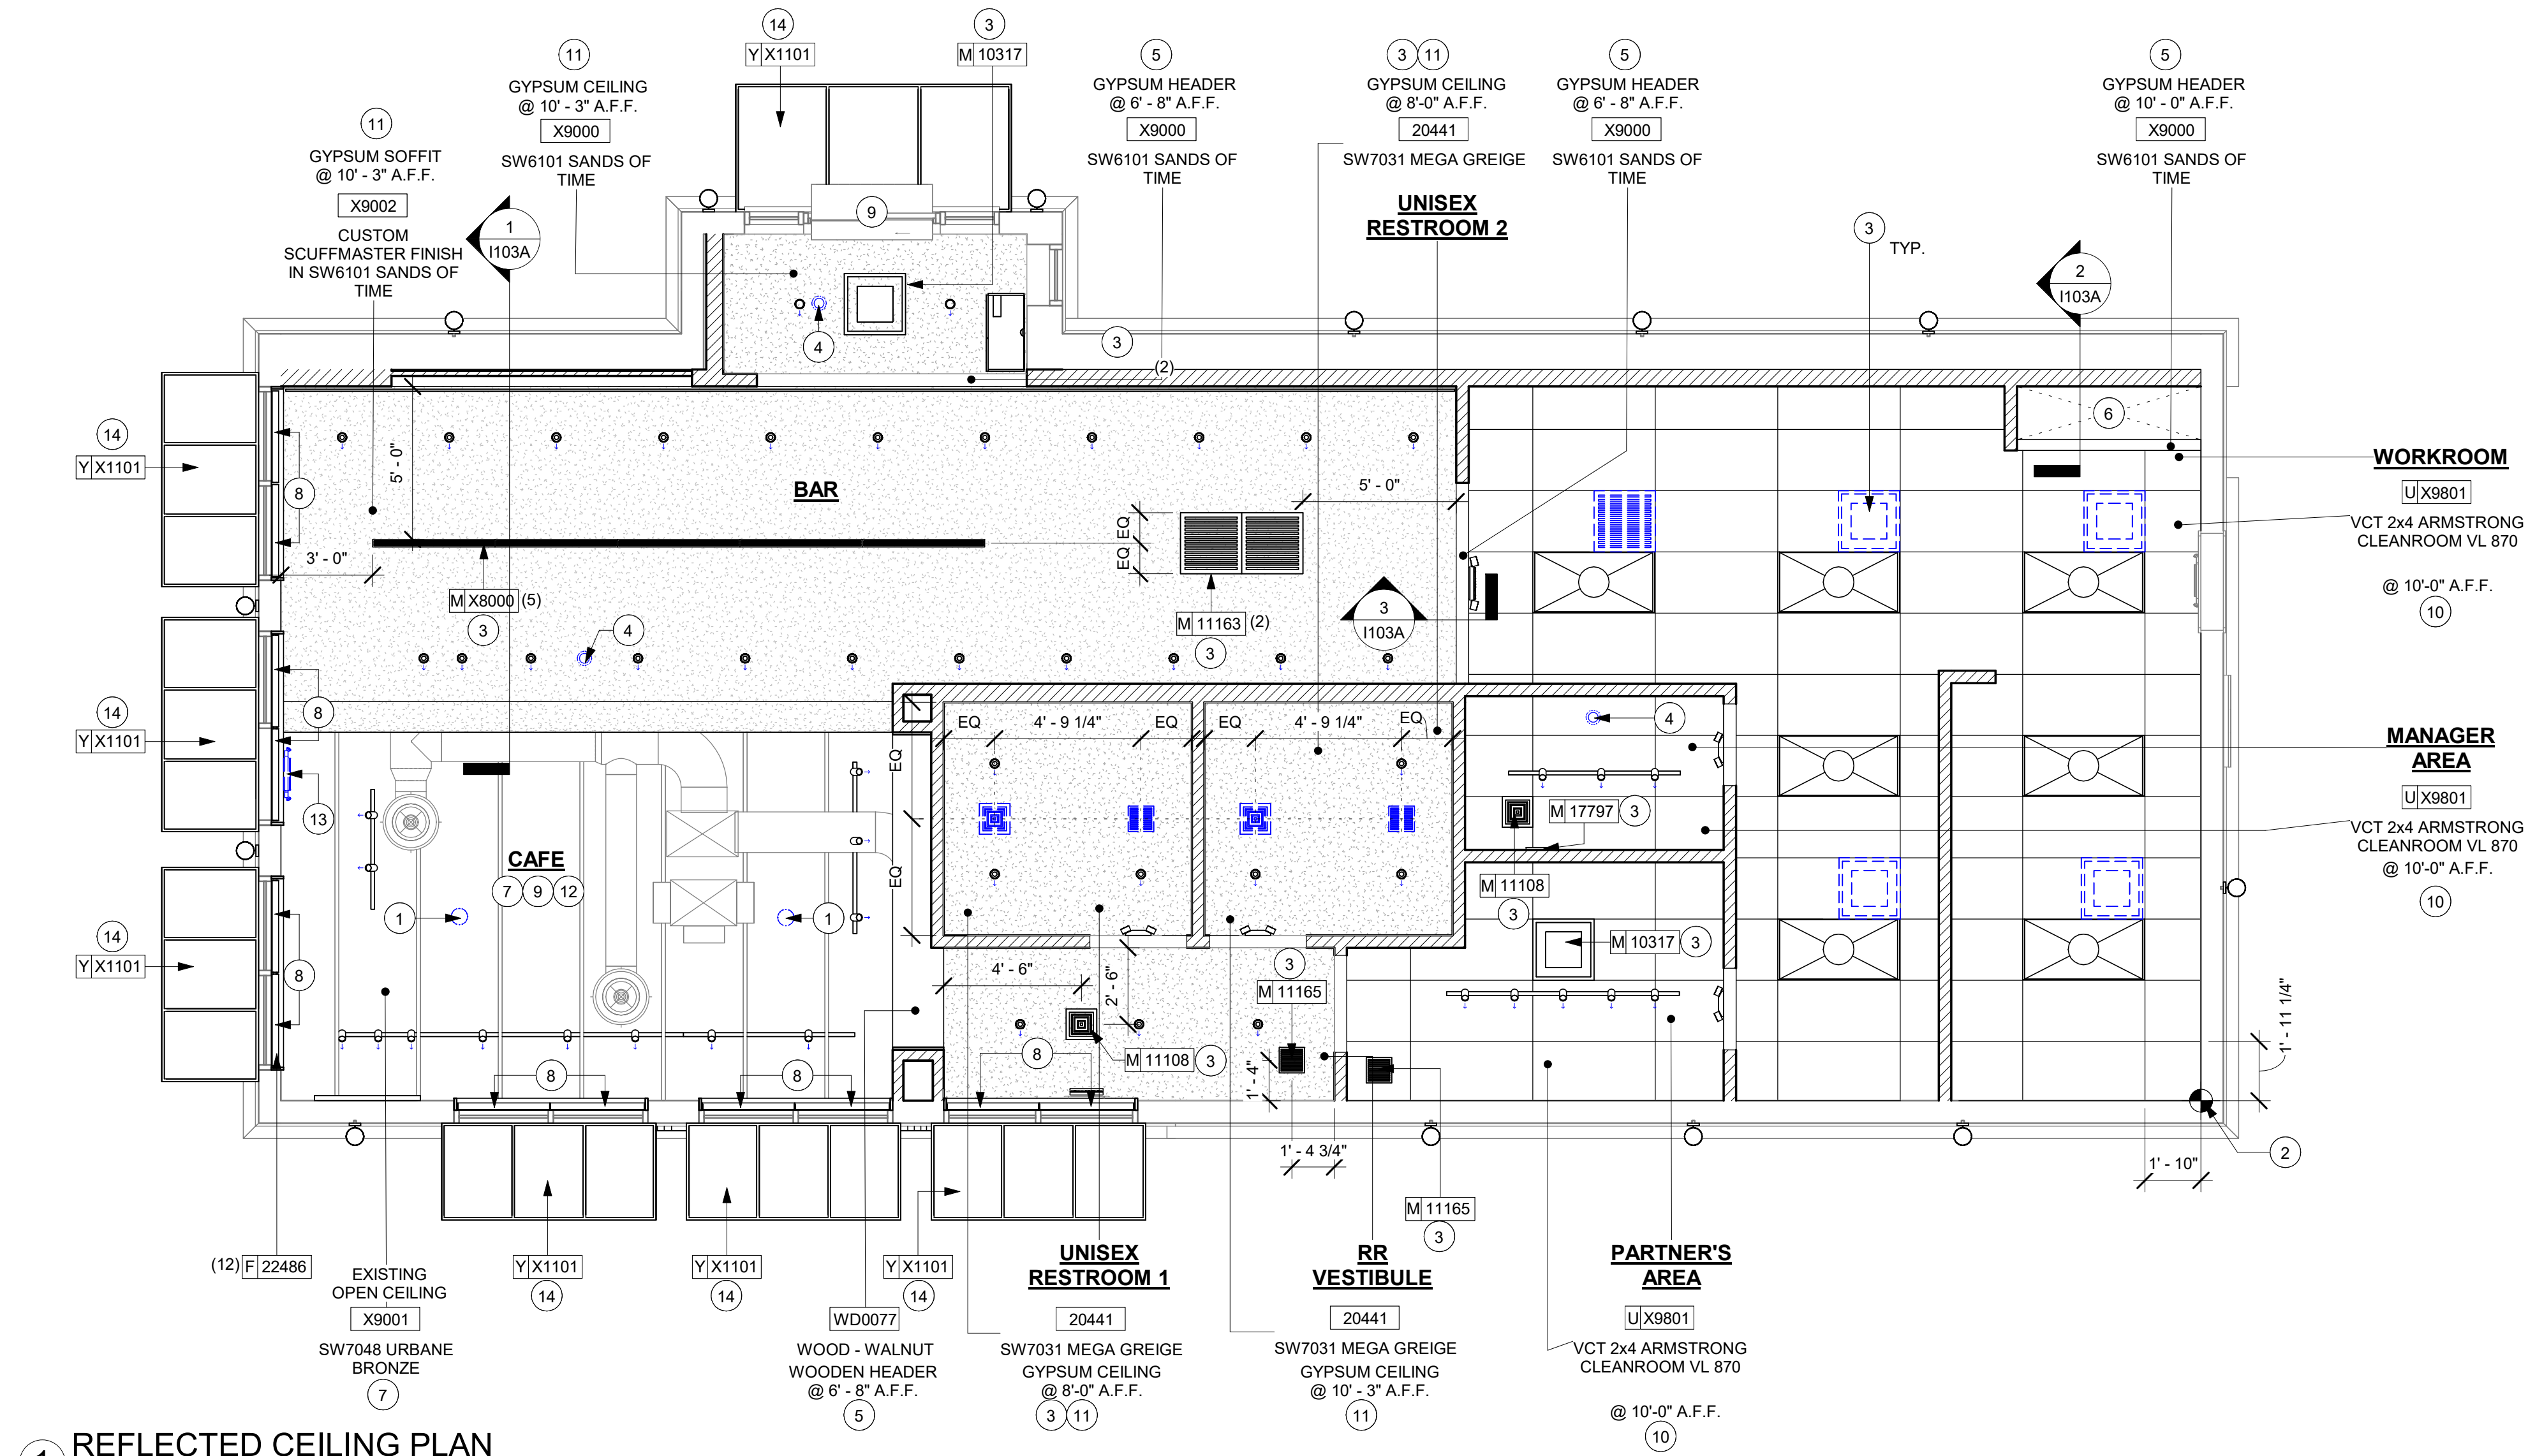 14
Y X1101
3
M 10317
11
GYPSUM CEILING
@ 10' - 3" A.F.F.
X9000
SW6101 SANDS OF
TIME
5
GYPSUM HEADER
@ 6' - 8" A.F.F.
X9000
SW6101 SANDS OF
TIME
3 11
GYPSUM CEILING
@ 8'-0" A.F.F.
20441
SW7031 MEGA GREIGE
5
GYPSUM HEADER
@ 6' - 8" A.F.F.
X9000
SW6101 SANDS OF
TIME
5
GYPSUM HEADER
@ 10' - 0" A.F.F.
X9000
SW6101 SANDS OF
TIME
11
GYPSUM SOFFIT
@ 10' - 3" A.F.F.
X9002
CUSTOM
SCUFFMASTER FINISH
IN SW6101 SANDS OF
TIME
1
I103A
9
UNISEX
RESTROOM 2
3
TYP.
2
I103A
4
3
(2)
6
14
Y X1101
8
5' - 0"
BAR
5' - 0"
WORKROOM
U X9801
VCT 2x4 ARMSTRONG
CLEANROOM VL 870
@ 10'-0" A.F.F.
10
3' - 0"
EQ
EQ
M X8000 (5)
3
4
M 11163 (2)
3
3
I103A
14
Y X1101
8
EQ
4' - 9 1/4"
EQ
EQ
4' - 9 1/4"
EQ
4
MANAGER
AREA
U X9801
VCT 2x4 ARMSTRONG
CLEANROOM VL 870
@ 10'-0" A.F.F.
10
13
EQ
EQ
CAFE
7 9 12
1
1
M 17797 3
M 11108
3
M 10317 3
14
Y X1101
8
4' - 6"
2' - 6"
3
M 11165
M 11108 3
8
8
8
1' - 4"
1' - 11 1/4"
1' - 4 3/4"
1' - 10"
2
M 11165
3
(12) F 22486
EXISTING
OPEN CEILING
X9001
SW7048 URBANE
BRONZE
7
Y X1101
14
Y X1101
14
Y X1101
14
WD0077
WOOD - WALNUT
WOODEN HEADER
@ 6' - 8" A.F.F.
5
UNISEX
RESTROOM 1
20441
SW7031 MEGA GREIGE
GYPSUM CEILING
@ 8'-0" A.F.F.
3 11
RR
VESTIBULE
20441
SW7031 MEGA GREIGE
GYPSUM CEILING
@ 10' - 3" A.F.F.
11
PARTNER'S
AREA
U X9801
VCT 2x4 ARMSTRONG
CLEANROOM VL 870
@ 10'-0" A.F.F.
10
REFLECTED CEILING PLAN